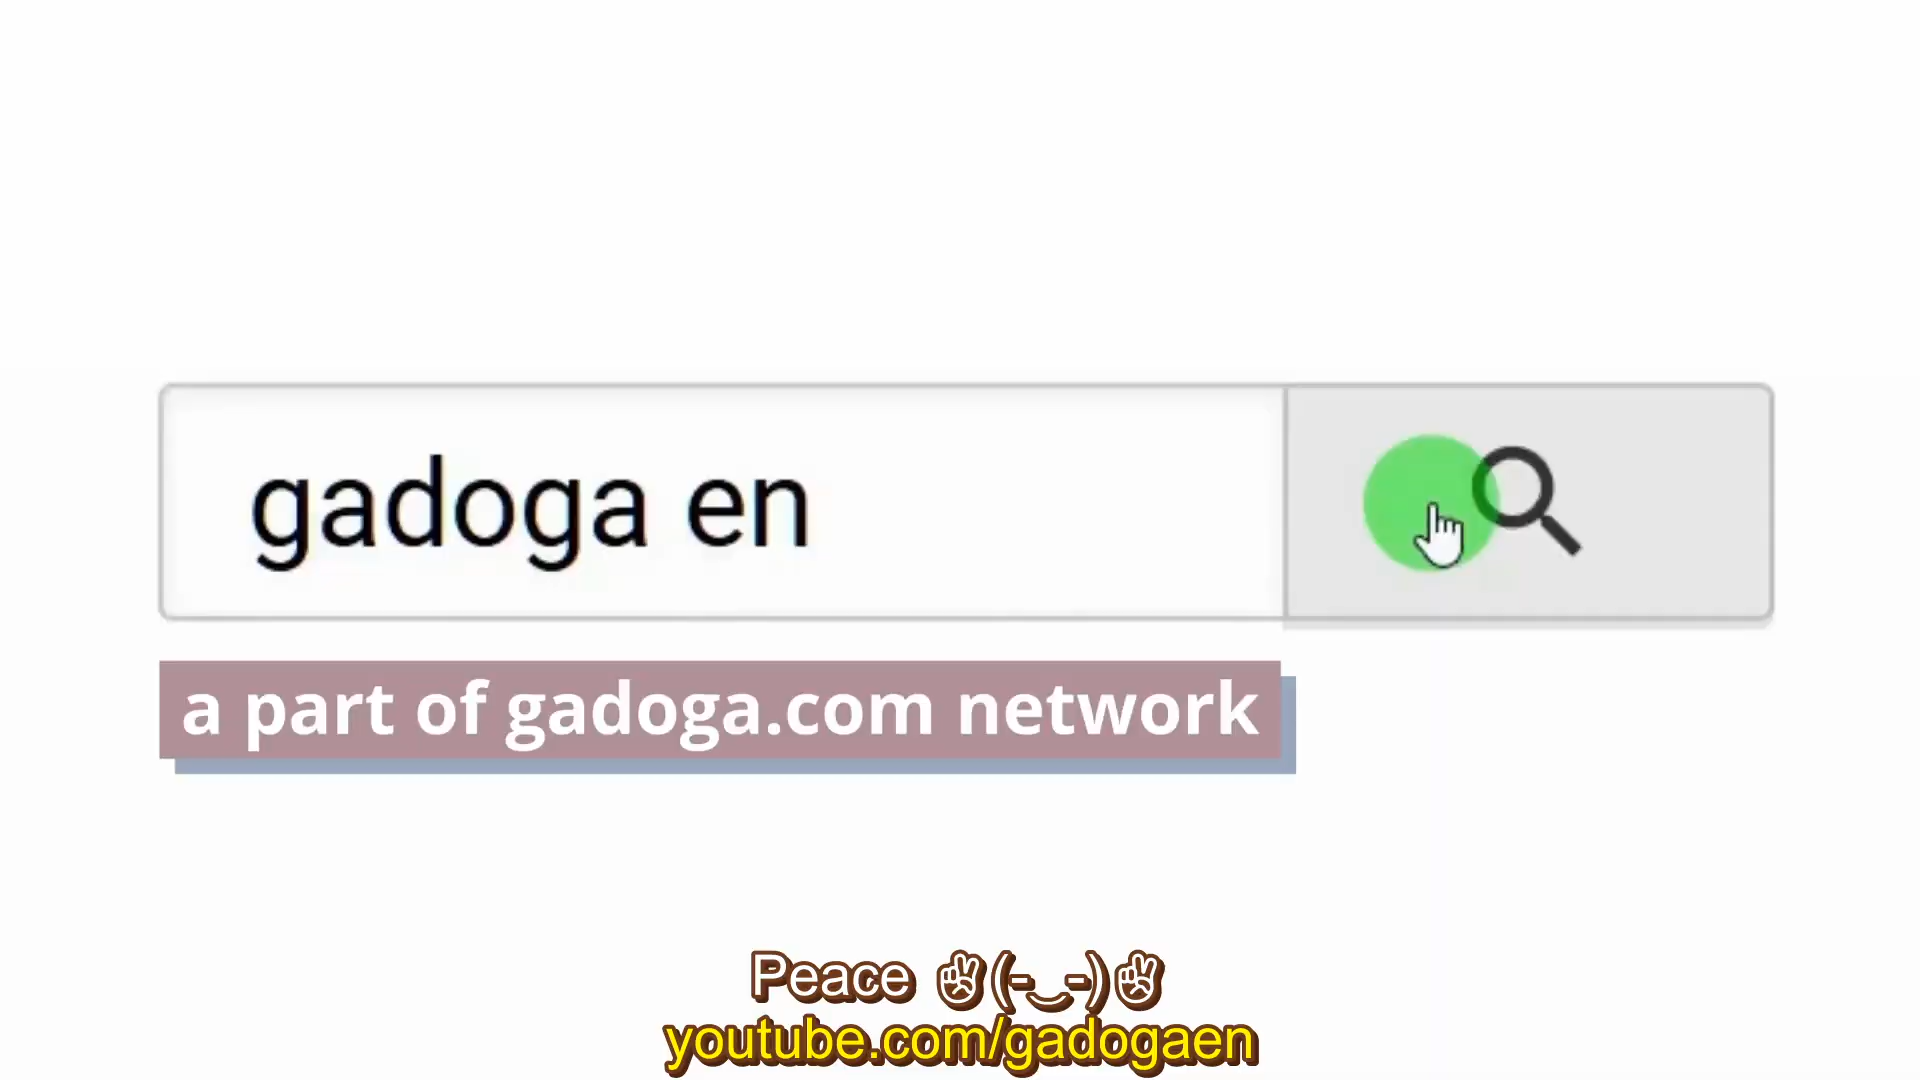 gadoga en
a part of gadoga.com network
Peace ✌(-‿-)✌
youtube.com/gadogaen